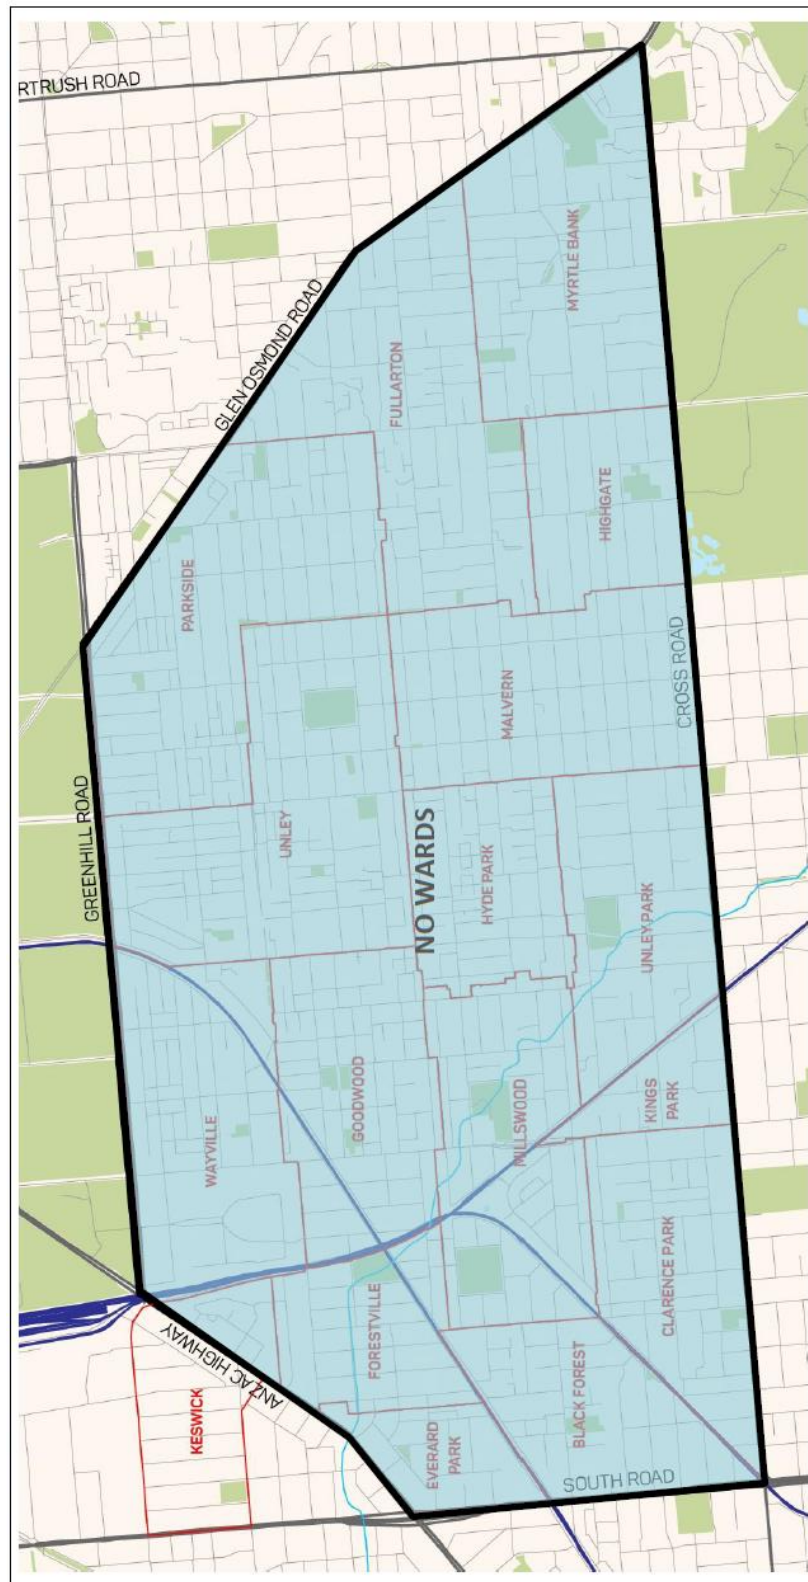 RTRUSH ROAD
GLEN OSMOND ROAD
MYRTLE BANK
FULLARTON
HIGHGATE
PARKSIDE
MALVERN
CROSS ROAD
GREENHILL ROAD
UNLEY
NO WARDS
HYDE PARK
UNLEY PARK
WAYVILLE
GOODWOOD
MILLSWOOD
KINGS
PARK
CLARENCE PARK
FORESTVILLE
ANZAC HIGHWAY
KESWICK
BLACK FOREST
EVERARD
PARK
SOUTH ROAD